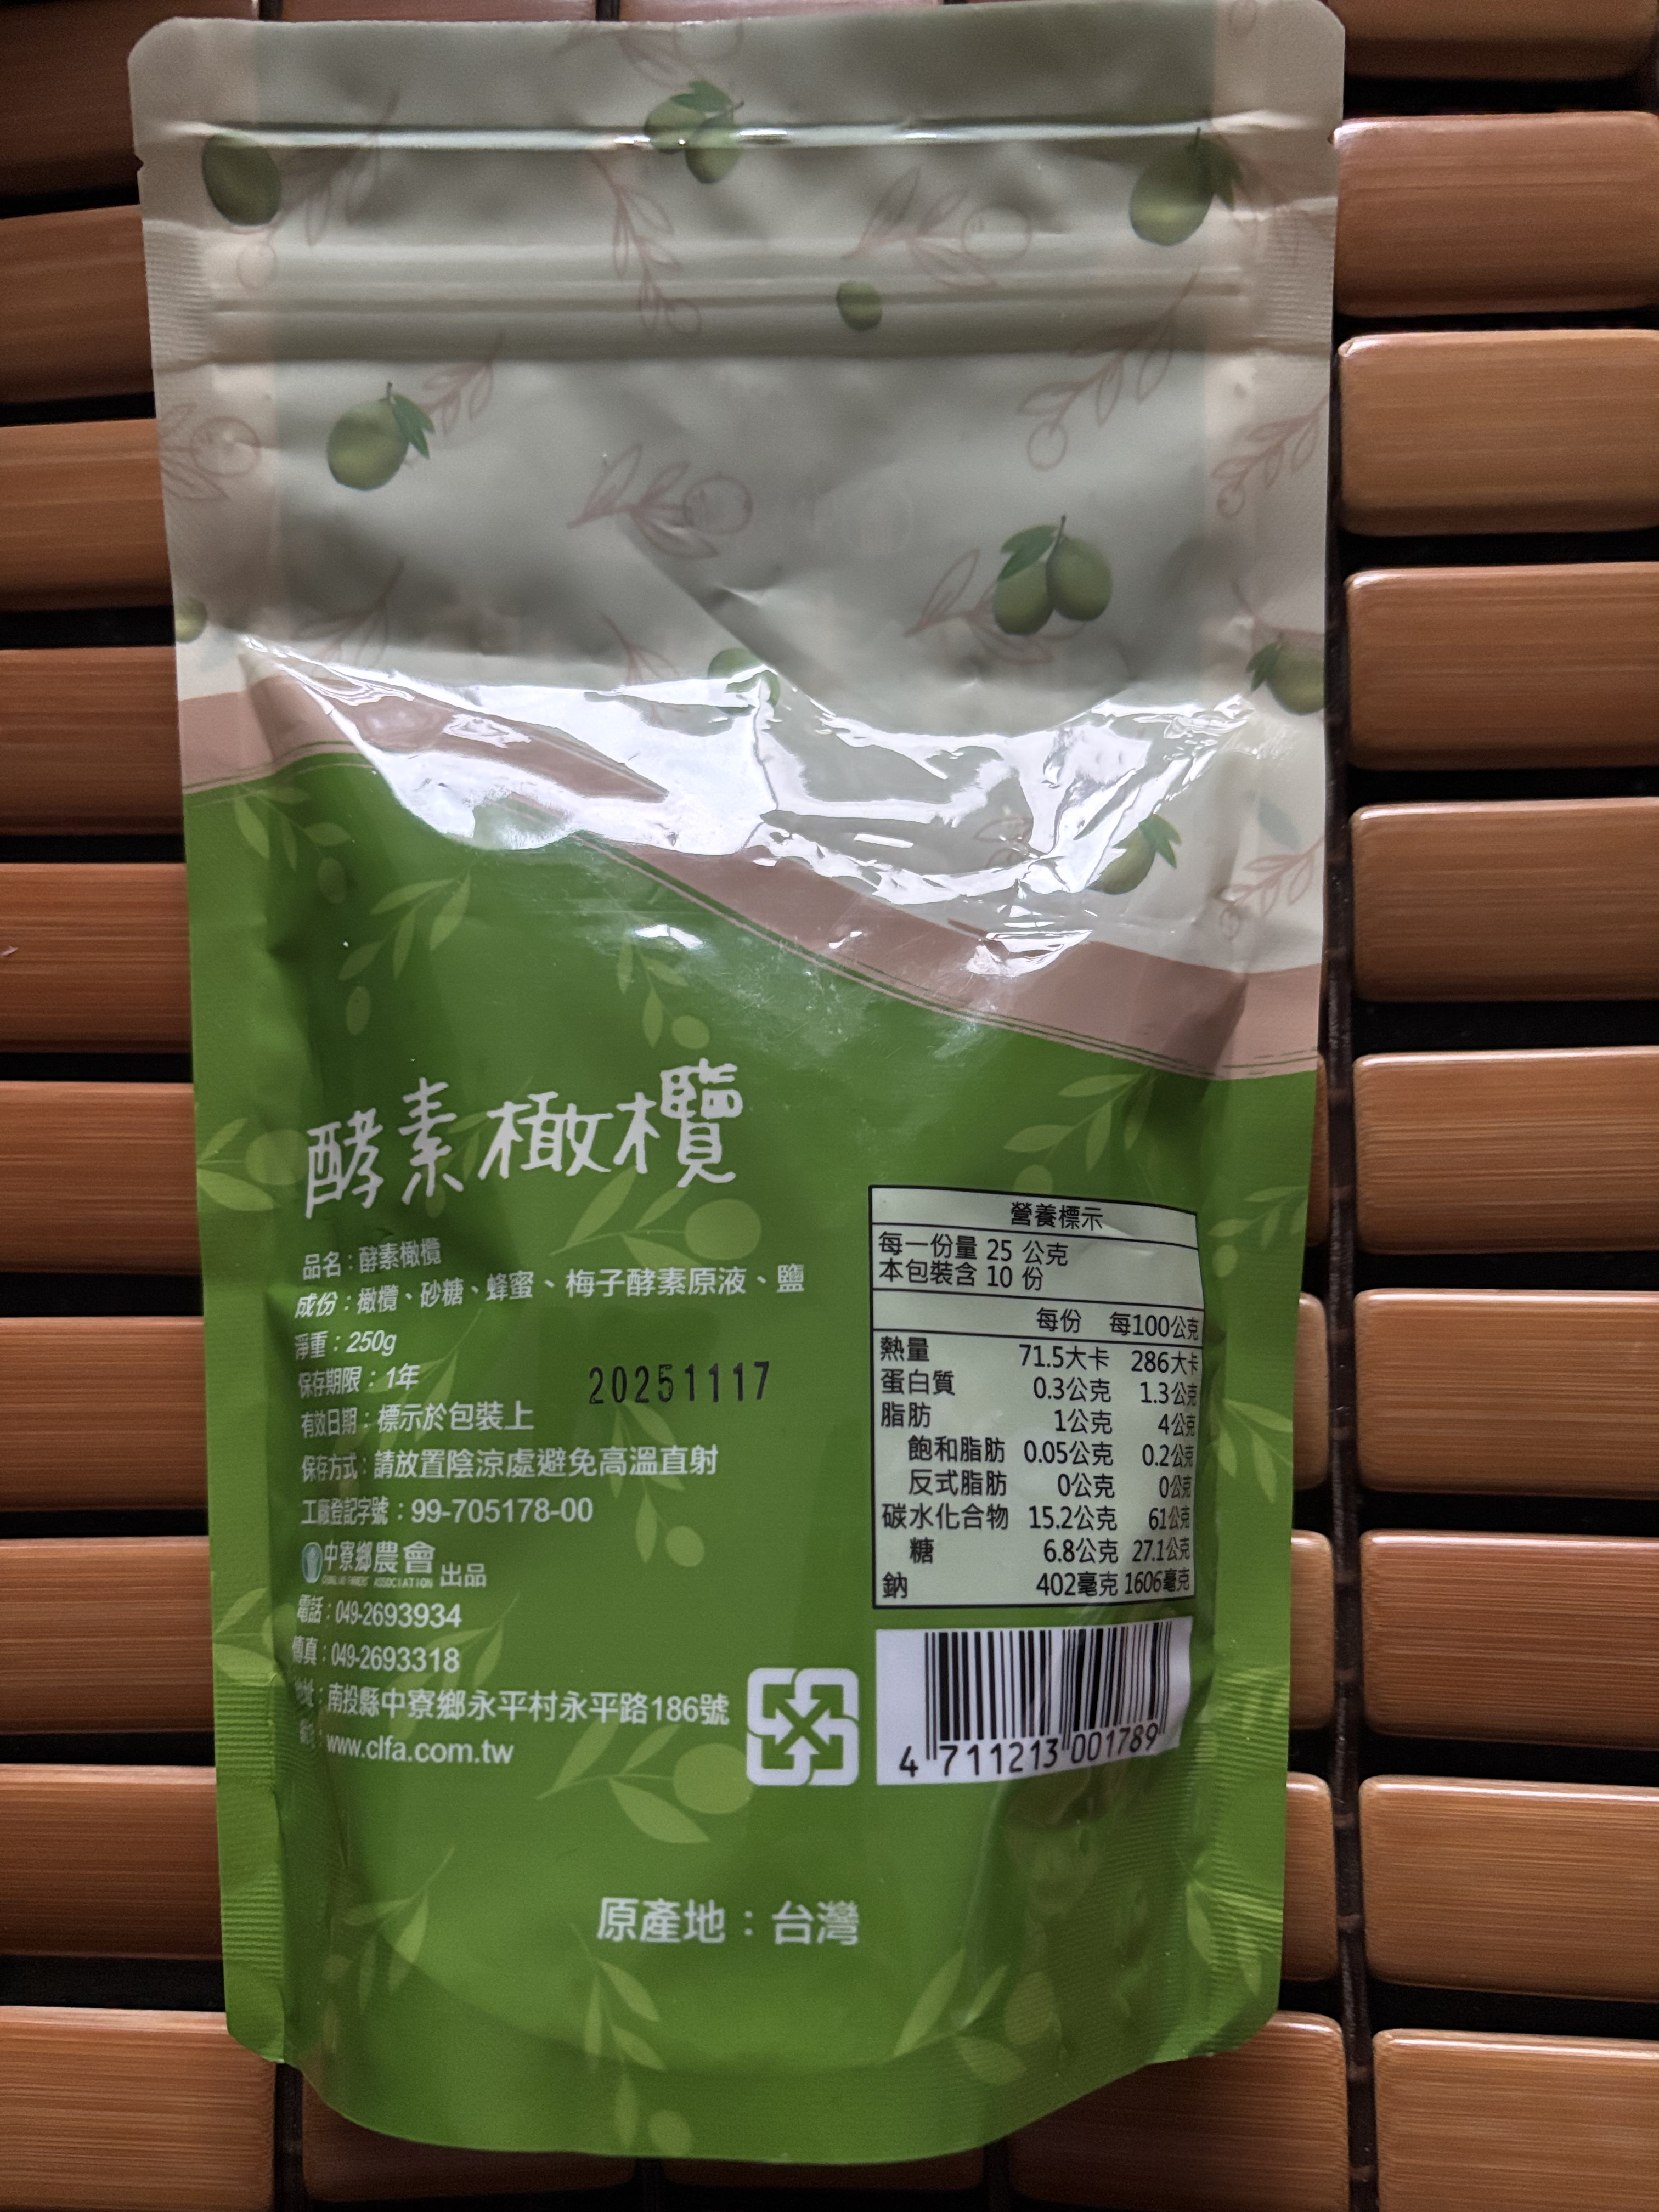 酵素橄欖
品名：酵素橄欖
成份：橄欖、砂糖、蜂蜜、梅子酵素原液、鹽
淨重：250g
保存期限：1年
20251117
有效日期：標示於包裝上
保存方式：請放置陰涼處避免高溫直射
工廠登記字號：99-705178-00
中寮鄉農會 出品
電話：049-2693934
傳真：049-2693318
地址：南投縣中寮鄉永平村永平路186號
www.clfa.com.tw
營養標示
每一份量 25 公克
本包裝含 10 份
每份 每100公克
熱量 71.5大卡 286大卡
蛋白質 0.3公克 1.3公克
脂肪 1公克 4公克
飽和脂肪 0.05公克 0.2公克
反式脂肪 0公克 0公克
碳水化合物 15.2公克 61公克
糖 6.8公克 27.1公克
鈉 402毫克 1606毫克
4 711213 001789
原產地：台灣